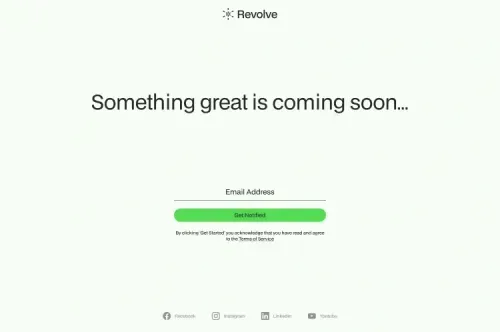 Revolve
Something great is coming soon...
Email Address
Get Notified
By clicking 'Get Started' you acknowledge that you have read and agree
to the Terms of Service
Facebook Instagram LinkedIn Youtube